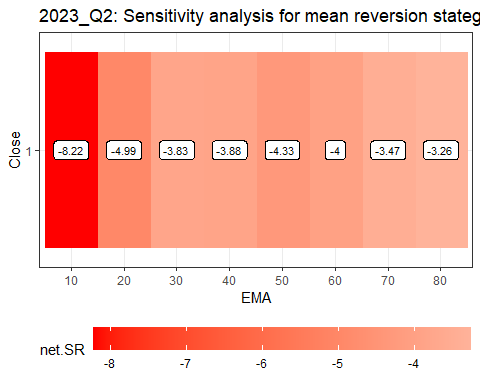 2023_Q2: Sensitivity analysis for mean reversion stateg
Close
1
-8.22 -4.99 -3.83 -3.88 -4.33 -4 -3.47 -3.26
10 20 30 40 50 60 70 80
EMA
net.SR
-8 -7 -6 -5 -4